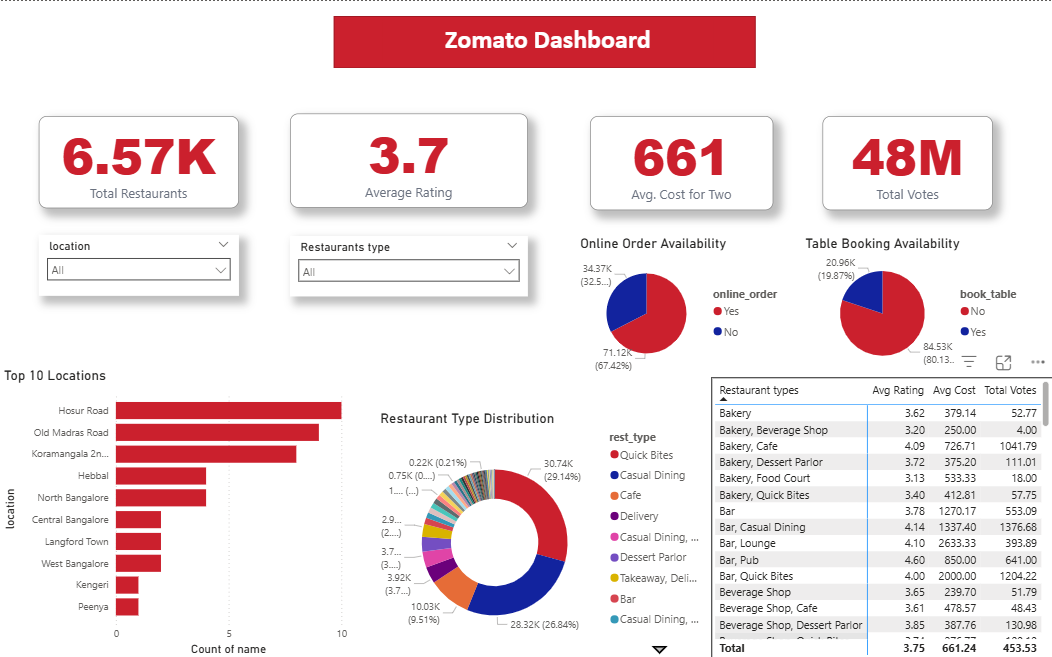 Zomato Dashboard
6.57K
Total Restaurants
3.7
Average Rating
661
Avg. Cost for Two
48M
Total Votes
location
All
Restaurants type
All
Online Order Availability
34.37K
(32.5...)
71.12K
(67.42%)
online_order
Yes
No
Table Booking Availability
20.96K
(19.87%)
84.53K
(80.13...
book_table
No
Yes
Top 10 Locations
location
Hosur Road
Old Madras Road
Koramangala 2n...
Hebbal
North Bangalore
Central Bangalore
Langford Town
West Bangalore
Kengeri
Peenya
0 5 10
Count of name
Restaurant Type Distribution
0.22K (0.21%)
0.75K (0....)
1.... (...)
2.9...
(2....)
3.7...
(3....)
3.92K
(3.7...)
10.03K
(9.51%)
28.32K (26.84%)
30.74K
(29.14%)
rest_type
Quick Bites
Casual Dining
Cafe
Delivery
Casual Dining, ...
Dessert Parlor
Takeaway, Deli...
Bar
Casual Dining, ...
Restaurant types Avg Rating Avg Cost Total Votes
Bakery 3.62 379.14 52.77
Bakery, Beverage Shop 3.20 250.00 4.00
Bakery, Cafe 4.09 726.71 1041.79
Bakery, Dessert Parlor 3.72 375.20 111.01
Bakery, Food Court 3.13 533.33 18.00
Bakery, Quick Bites 3.40 412.81 57.75
Bar 3.78 1270.17 553.09
Bar, Casual Dining 4.14 1337.40 1376.68
Bar, Lounge 4.10 2633.33 393.89
Bar, Pub 4.60 850.00 641.00
Bar, Quick Bites 4.00 2000.00 1204.22
Beverage Shop 3.65 239.70 51.79
Beverage Shop, Cafe 3.61 478.57 48.43
Beverage Shop, Dessert Parlor 3.85 387.76 130.98
Total 3.75 661.24 453.53